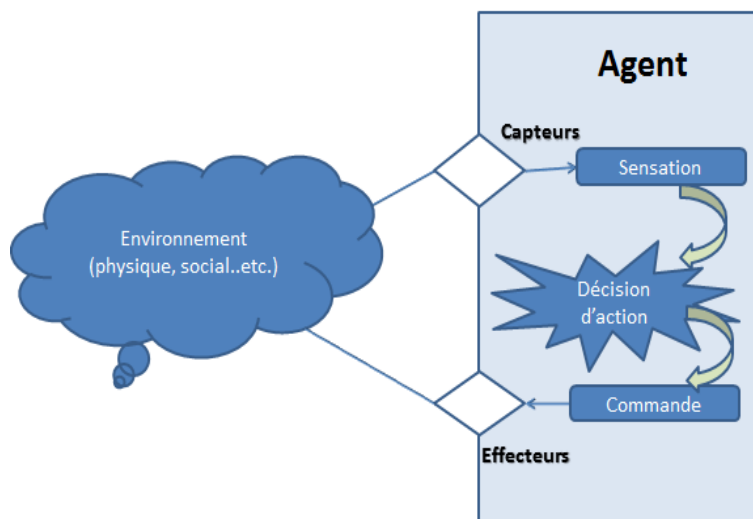 Agent
Capteurs
Sensation
Environnement
(physique, social..etc.)
Décision
d'action
Commande
Effecteurs